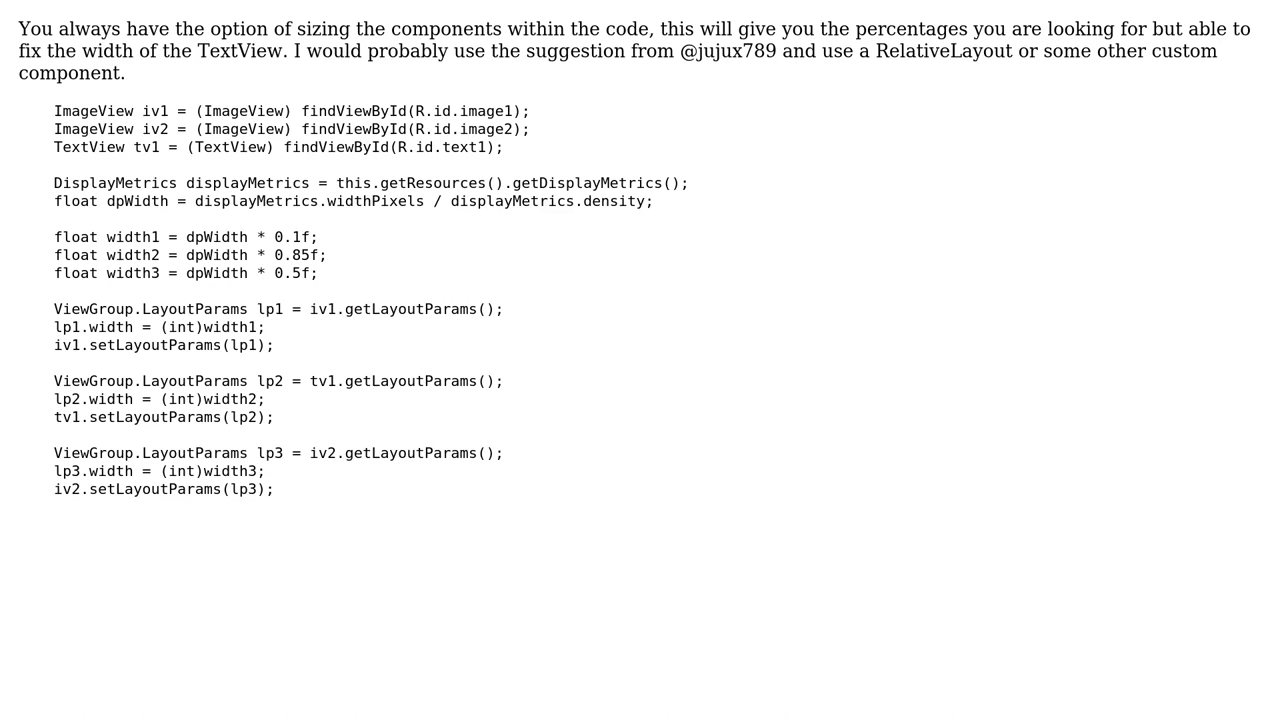 You always have the option of sizing the components within the code, this will give you the percentages you are looking for but able to
fix the width of the TextView. I would probably use the suggestion from @jujux789 and use a RelativeLayout or some other custom
component.
ImageView iv1 = (ImageView) findViewById(R.id.image1);
ImageView iv2 = (ImageView) findViewById(R.id.image2);
TextView tv1 = (TextView) findViewById(R.id.text1);
DisplayMetrics displayMetrics = this.getResources().getDisplayMetrics();
float dpWidth = displayMetrics.widthPixels / displayMetrics.density;
float width1 = dpWidth * 0.1f;
float width2 = dpWidth * 0.85f;
float width3 = dpWidth * 0.5f;
ViewGroup.LayoutParams lp1 = iv1.getLayoutParams();
lp1.width = (int)width1;
iv1.setLayoutParams(lp1);
ViewGroup.LayoutParams lp2 = tv1.getLayoutParams();
lp2.width = (int)width2;
tv1.setLayoutParams(lp2);
ViewGroup.LayoutParams lp3 = iv2.getLayoutParams();
lp3.width = (int)width3;
iv2.setLayoutParams(lp3);